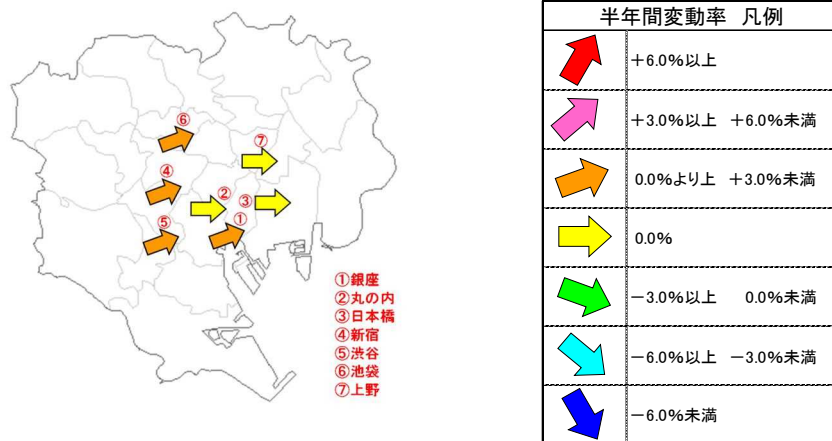 ⑥
⑦
④
②
③
⑤
①
①銀座
②丸の内
③日本橋
④新宿
⑤渋谷
⑥池袋
⑦上野
半年間変動率 凡例
+6.0%以上
+3.0%以上 +6.0%未満
0.0%より上 +3.0%未満
0.0%
-3.0%以上 0.0%未満
-6.0%以上 -3.0%未満
-6.0%未満